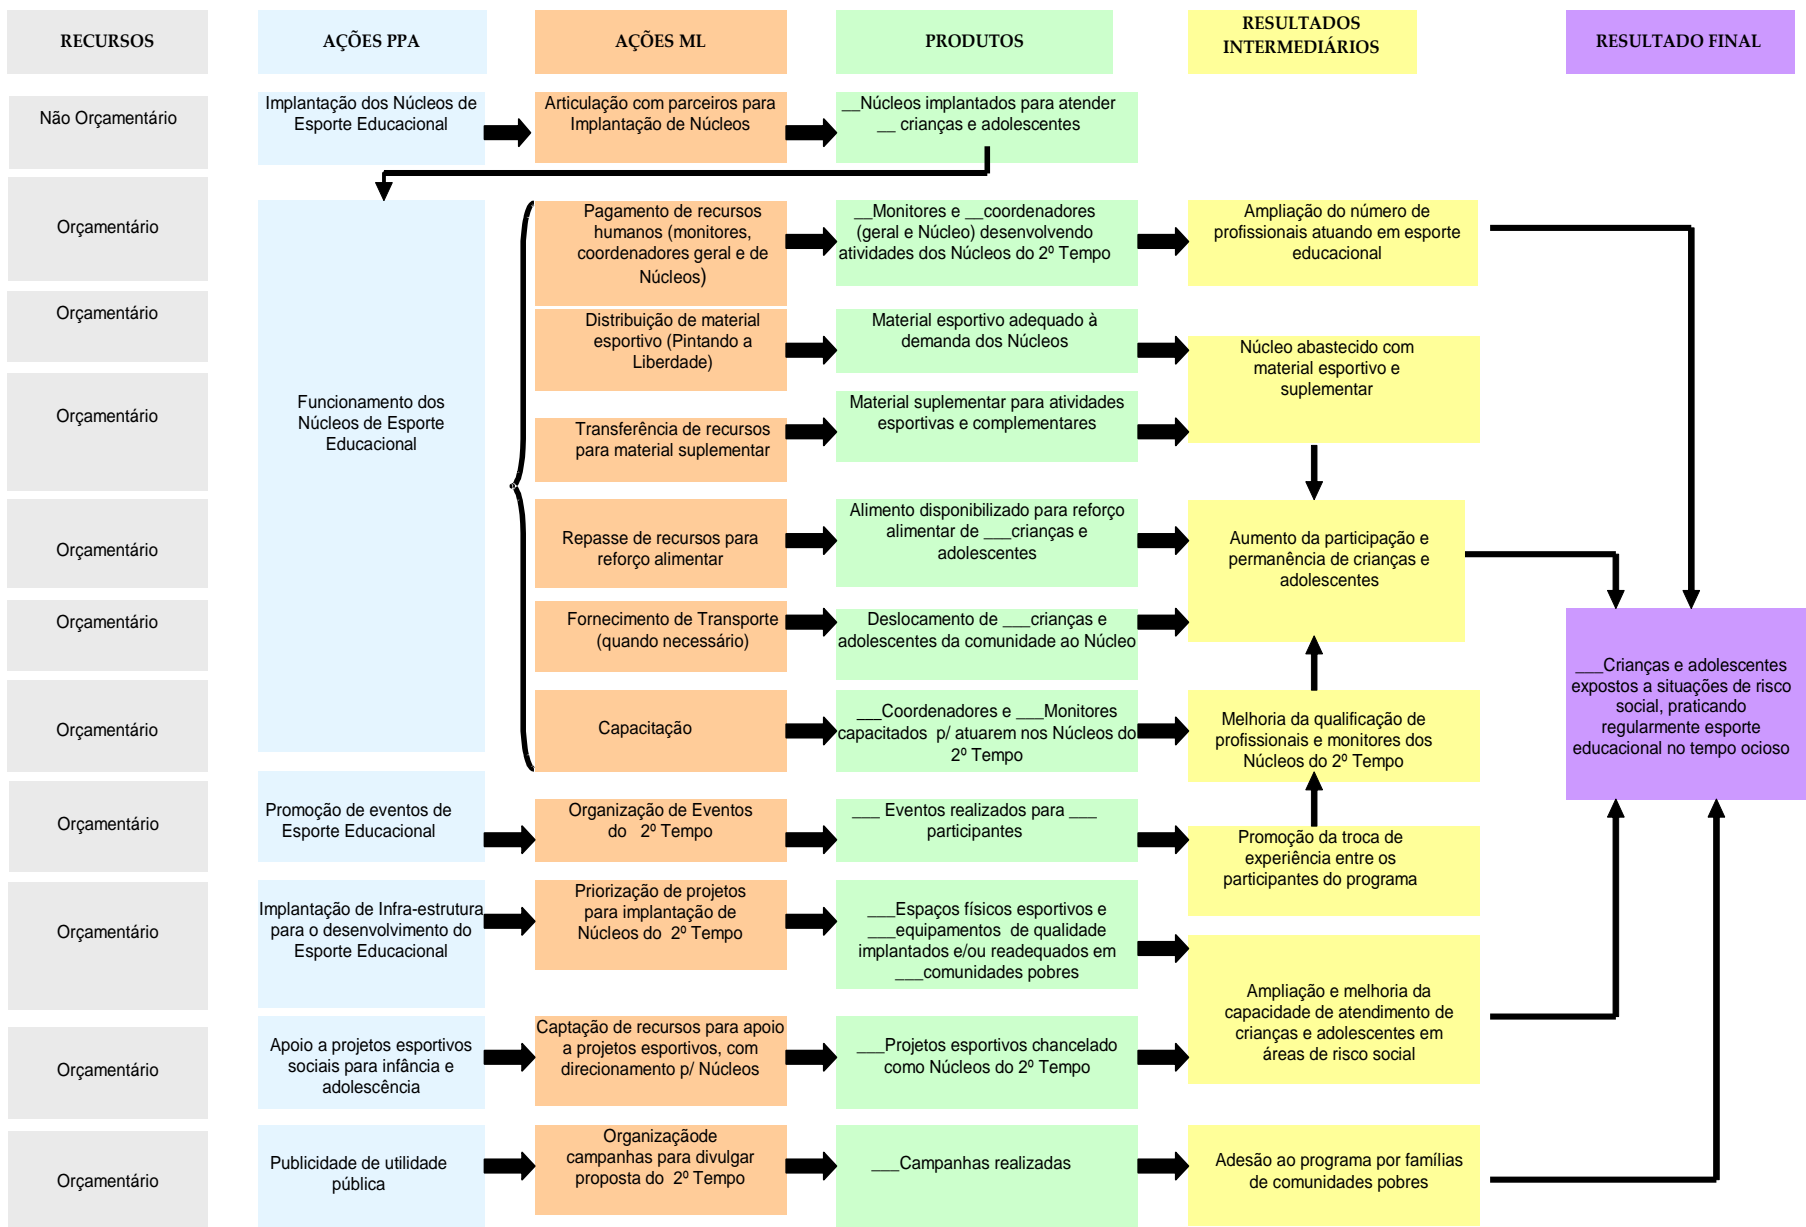 RECURSOS
AÇÕES PPA
AÇÕES ML
PRODUTOS
RESULTADOS
INTERMEDIÁRIOS
RESULTADO FINAL
Não Orçamentário
Implantação dos Núcleos de
Esporte Educacional
Articulação com parceiros para
Implantação de Núcleos
__Núcleos implantados para atender
__ crianças e adolescentes
Orçamentário
Orçamentário
Orçamentário
Orçamentário
Orçamentário
Orçamentário
Funcionamento dos
Núcleos de Esporte
Educacional
Pagamento de recursos
humanos (monitores,
coordenadores geral e de
Núcleos)
__Monitores e __coordenadores
(geral e Núcleo) desenvolvendo
atividades dos Núcleos do 2º Tempo
Ampliação do número de
profissionais atuando em esporte
educacional
Distribuição de material
esportivo (Pintando a
Liberdade)
Material esportivo adequado à
demanda dos Núcleos
Núcleo abastecido com
material esportivo e
suplementar
Transferência de recursos
para material suplementar
Material suplementar para atividades
esportivas e complementares
Repasse de recursos para
reforço alimentar
Alimento disponibilizado para reforço
alimentar de ___crianças e
adolescentes
Aumento da participação e
permanência de crianças e
adolescentes
Fornecimento de Transporte
(quando necessário)
Deslocamento de ___crianças e
adolescentes da comunidade ao Núcleo
Capacitação
___Coordenadores e ___Monitores
capacitados p/ atuarem nos Núcleos do
2º Tempo
Melhoria da qualificação de
profissionais e monitores dos
Núcleos do 2º Tempo
___Crianças e adolescentes
expostos a situações de risco
social, praticando
regularmente esporte
educacional no tempo ocioso
Orçamentário
Promoção de eventos de
Esporte Educacional
Organização de Eventos
do 2º Tempo
___ Eventos realizados para ___
participantes
Promoção da troca de
experiência entre os
participantes do programa
Orçamentário
Implantação de Infra-estrutura
para o desenvolvimento do
Esporte Educacional
Priorização de projetos
para implantação de
Núcleos do 2º Tempo
___Espaços físicos esportivos e
___equipamentos de qualidade
implantados e/ou readequados em
___comunidades pobres
Ampliação e melhoria da
capacidade de atendimento de
crianças e adolescentes em
áreas de risco social
Orçamentário
Apoio a projetos esportivos
sociais para infância e
adolescência
Captação de recursos para apoio
a projetos esportivos, com
direcionamento p/ Núcleos
___Projetos esportivos chancelado
como Núcleos do 2º Tempo
Orçamentário
Publicidade de utilidade
pública
Organizaçãode
campanhas para divulgar
proposta do 2º Tempo
___Campanhas realizadas
Adesão ao programa por famílias
de comunidades pobres